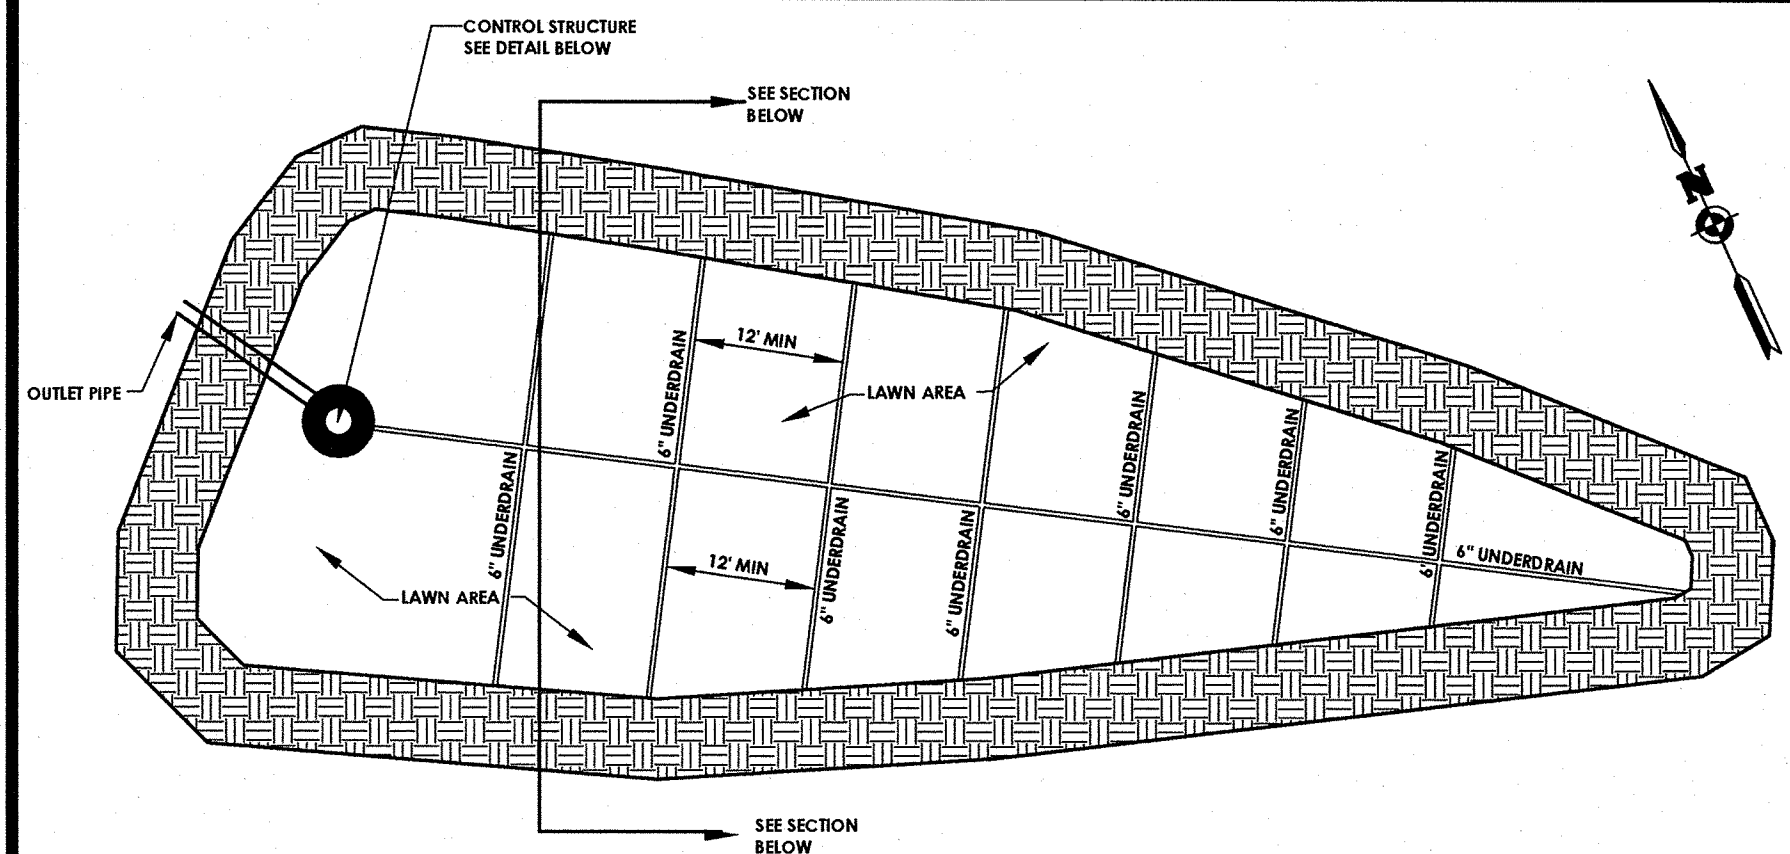 CONTROL STRUCTURE
SEE DETAIL BELOW
SEE SECTION
BELOW
N
12' MIN
6" UNDERDRAIN
OUTLET PIPE
LAWN AREA
6" UNDERDRAIN
6" UNDERDRAIN
6" UNDERDRAIN
6" UNDERDRAIN
6" UNDERDRAIN
6" UNDERDRAIN
6" UNDERDRAIN
12' MIN
LAWN AREA
SEE SECTION
BELOW